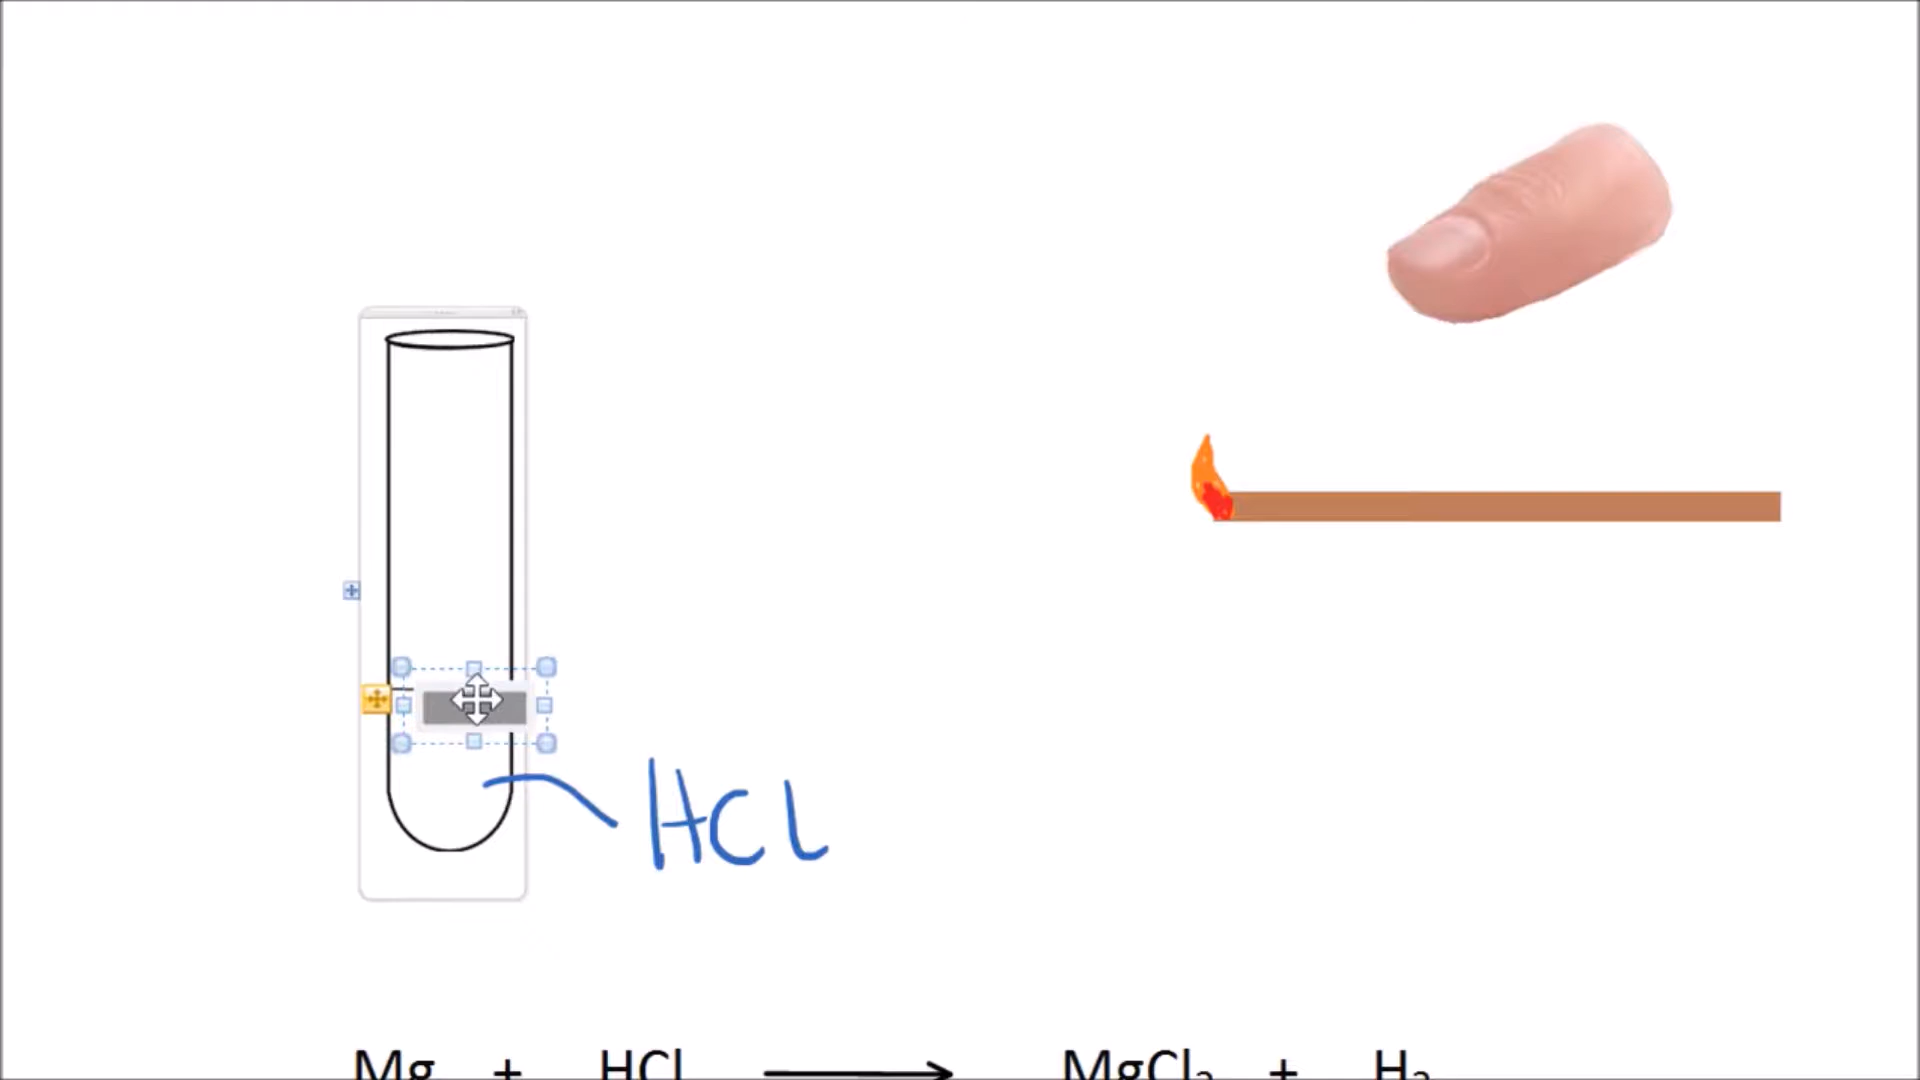 HCl
Mg + HCl → MgCl₂ + H₂